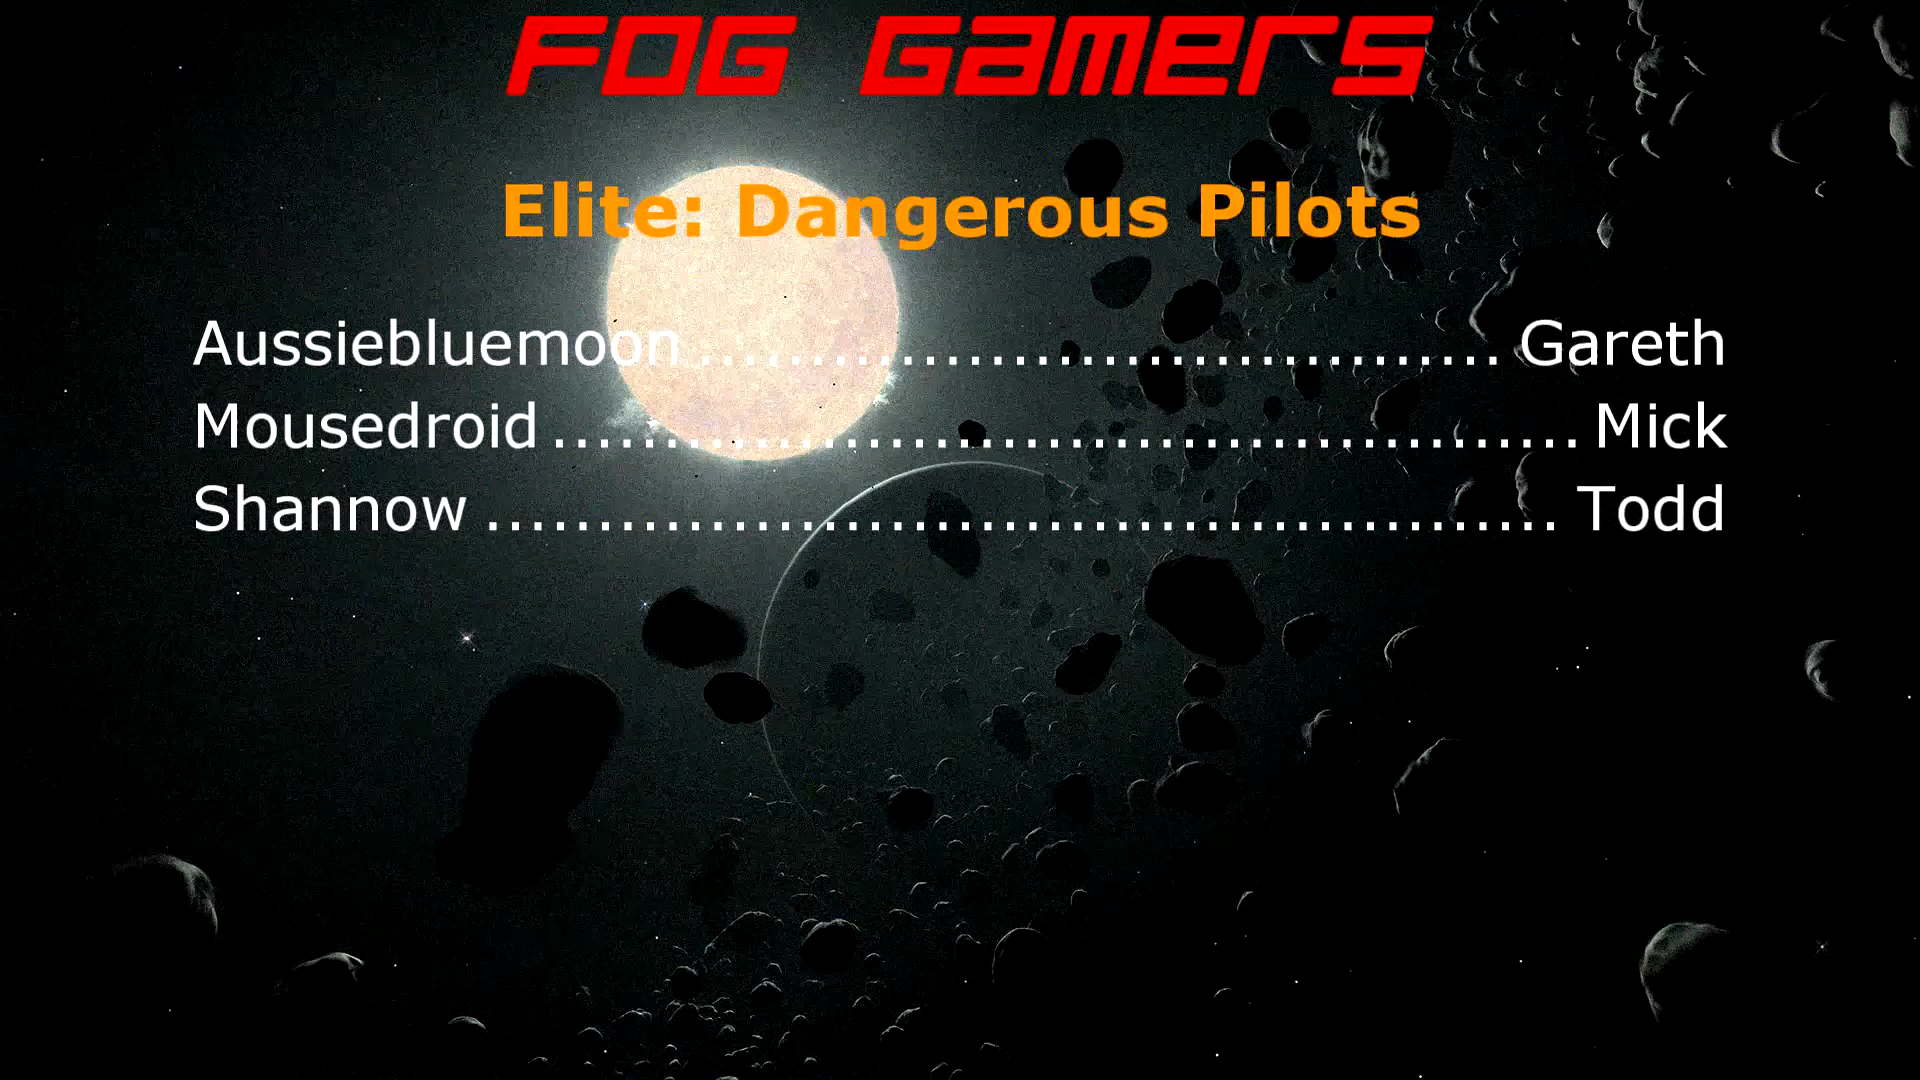 FOG GAMERS
Elite: Dangerous Pilots
Aussiebluemoon .................................... Gareth
Mousedroid .............................................. Mick
Shannow ................................................ Todd